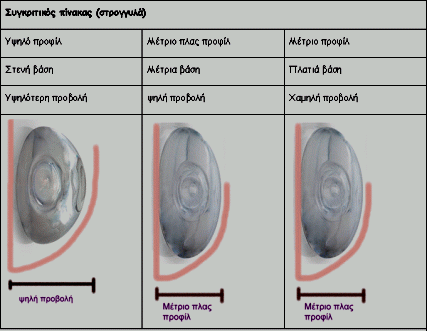 Συγκριτικός πίνακας (στρογγυλά)
Υψηλό προφίλ Μέτριο πλας προφίλ Μέτριο προφίλ
Στενή βάση Μέτρια βάση Πλατιά βάση
Υψηλότερη προβολή ψηλή προβολή Χαμηλή προβολή
ψηλή προβολή Μέτριο πλας προφίλ Μέτριο πλας προφίλ